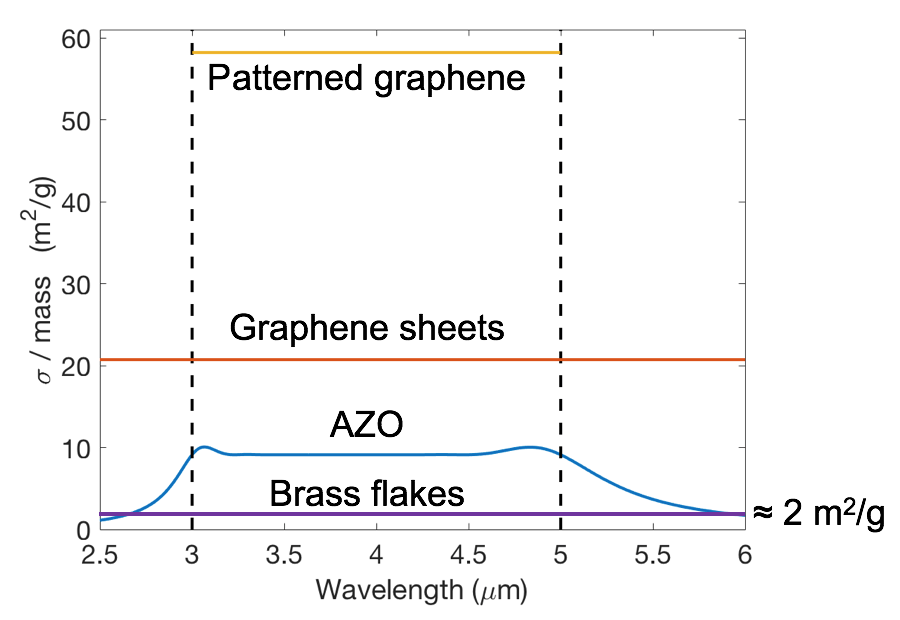 60
Patterned graphene
50
40
30
Graphene sheets
20
AZO
10
Brass flakes
≈ 2 m²/g
0
2.5 3 3.5 4 4.5 5 5.5 6
Wavelength (μm)
σ / mass (m²/g)